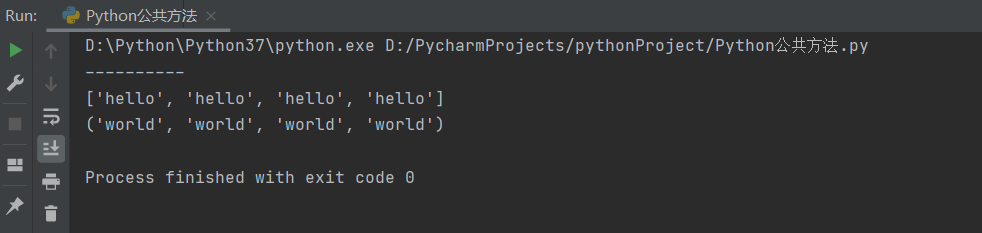 Run: Python公共方法
D:\Python\Python37\python.exe D:/PycharmProjects/pythonProject/Python公共方法.py
----------
['hello', 'hello', 'hello', 'hello']
('world', 'world', 'world', 'world')
Process finished with exit code 0